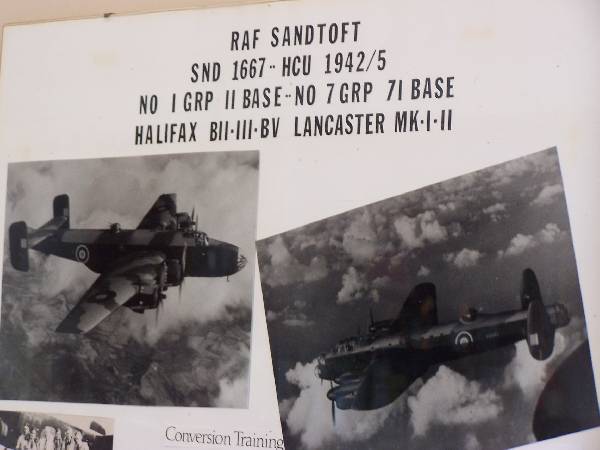 RAF SANDTOFT
SND 1667-HCU 1942/5
NO 1 GRP 11 BASE-NO 7 GRP 71 BASE
HALIFAX BII·III·BV LANCASTER MK·I·II
Conversion Training